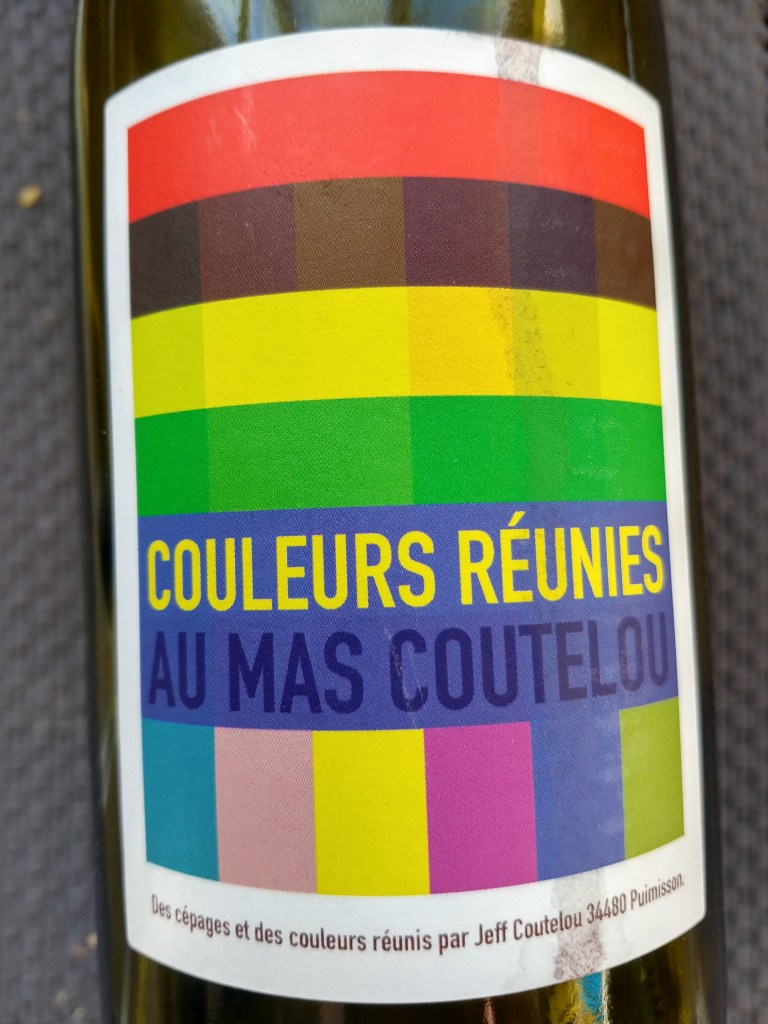 COULEURS RÉUNIES
AU MAS COUTELOU
Des cépages et des couleurs réunis par Jeff Coutelou 34480 Puimisson.